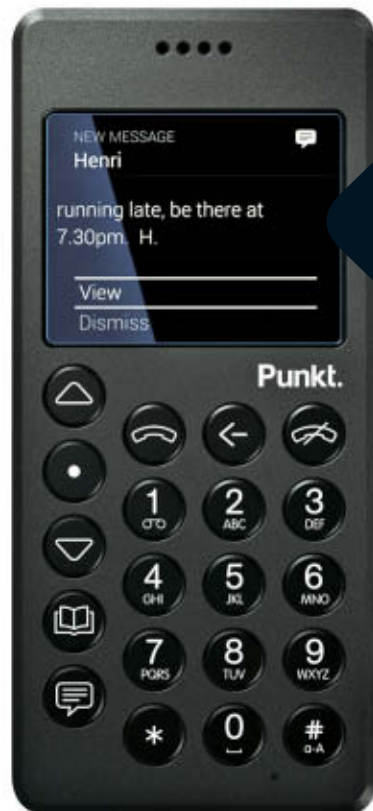 NEW MESSAGE
Henri
running late, be there at
7.30pm. H.
View
Dismiss
Punkt.
1
2
ABC
3
DEF
4
GHI
5
JKL
6
MNO
7
PQRS
8
TUV
9
WXYZ
*
0
#
a-A